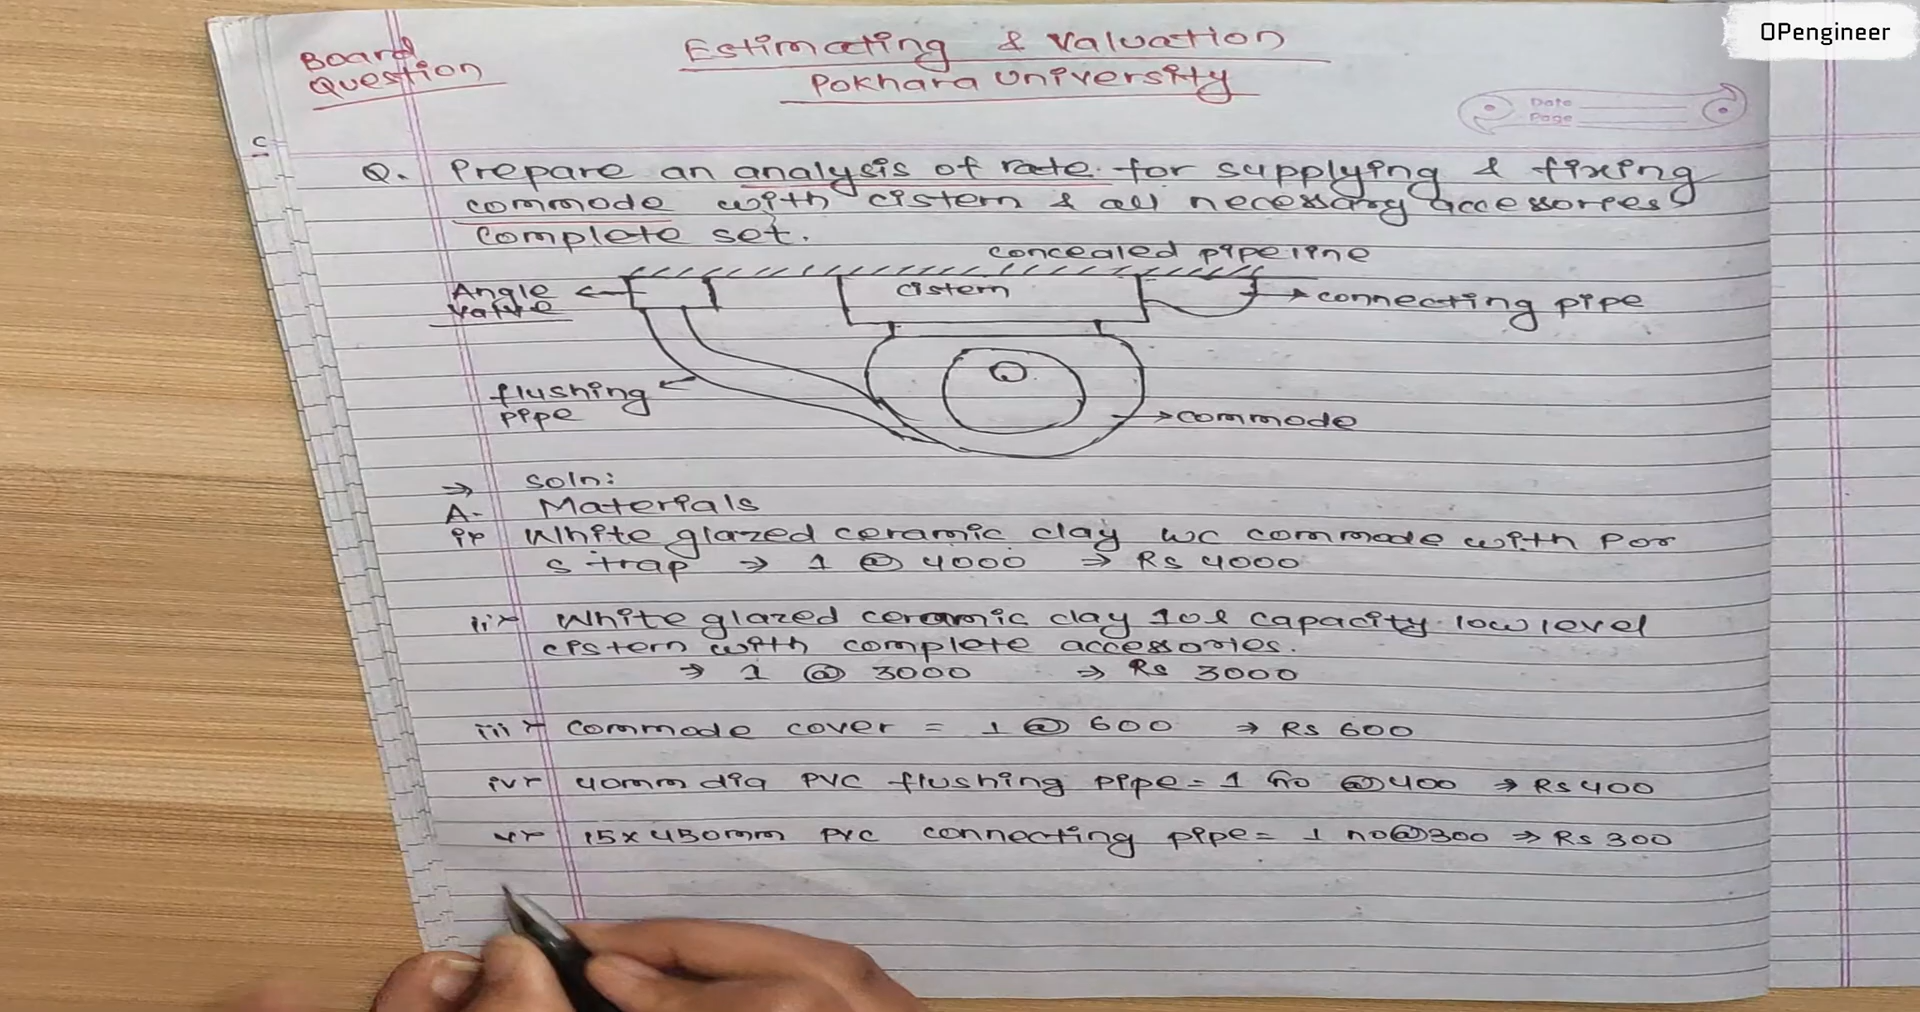 OPengineer
Board
Question
Estimating & Valuation
Pokhara University
Date
Page
Q. Prepare an analysis of rate for supplying & fixing
commode with cistern & all necessary accessories
complete set.
concealed pipeline
Angle
valve
cistern
connecting pipe
flushing
pipe
commode
⇒ soln:
A. Materials
i) White glazed ceramic clay wc commode with P or
S trap ⇒ 1 @ 4000 ⇒ Rs 4000
ii) White glazed ceramic clay 10l capacity low level
cistern with complete accessories.
⇒ 1 @ 3000 ⇒ Rs 3000
iii) commode cover = 1 @ 600 ⇒ Rs 600
iv) 40mm dia PVC flushing pipe = 1 no @ 400 ⇒ Rs 400
v) 15 x 450mm PVC connecting pipe = 1 no @ 300 ⇒ Rs 300